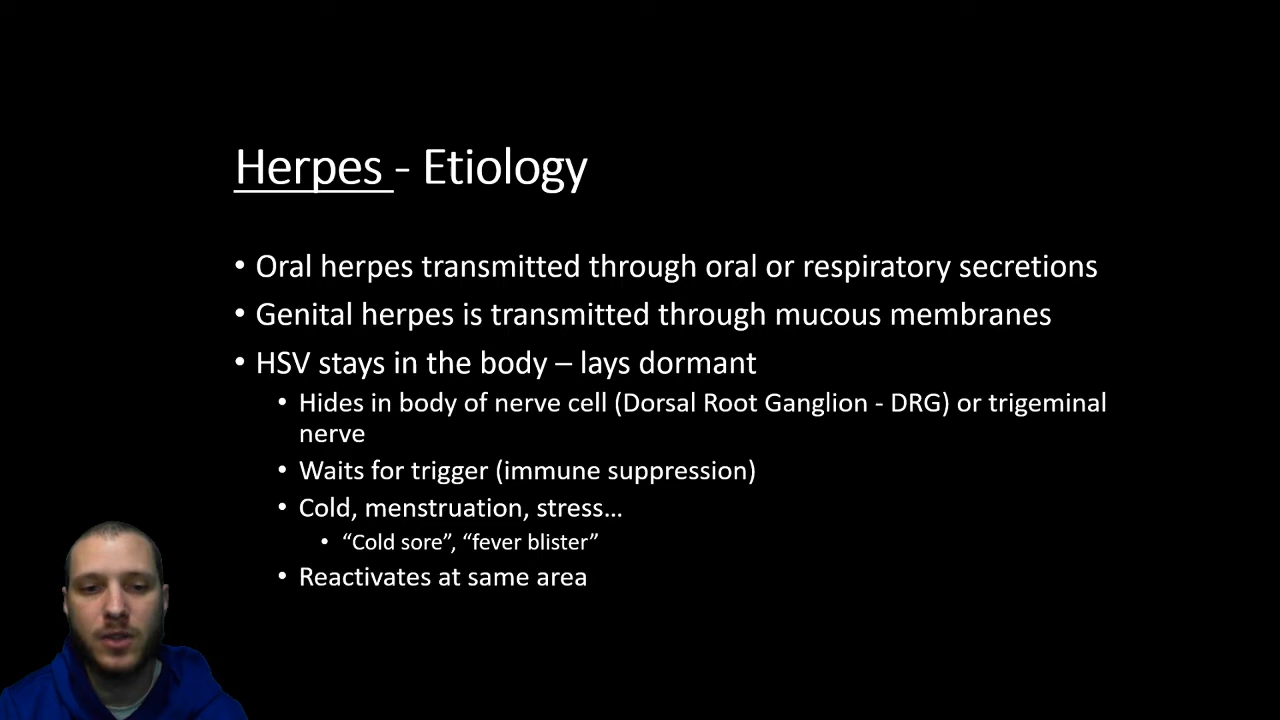 Herpes - Etiology
• Oral herpes transmitted through oral or respiratory secretions
• Genital herpes is transmitted through mucous membranes
• HSV stays in the body – lays dormant
• Hides in body of nerve cell (Dorsal Root Ganglion - DRG) or trigeminal
nerve
• Waits for trigger (immune suppression)
• Cold, menstruation, stress…
• “Cold sore”, “fever blister”
• Reactivates at same area